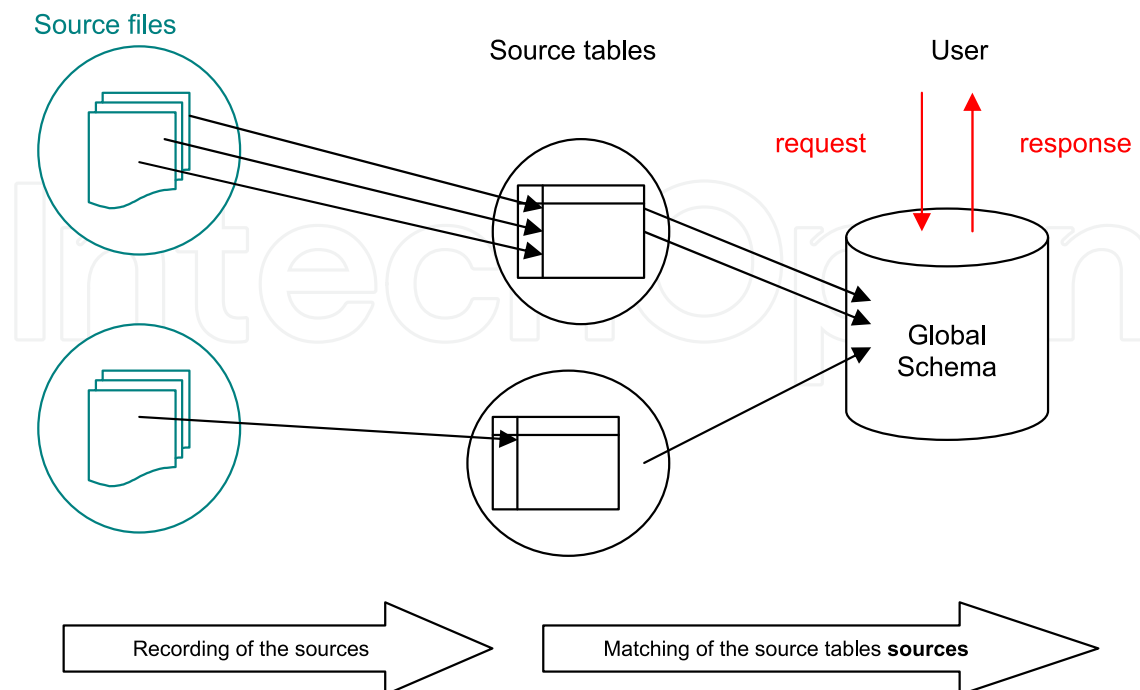 Source files
Source tables
User
request
response
IntechOpen
Global
Schema
Recording of the sources
Matching of the source tables sources